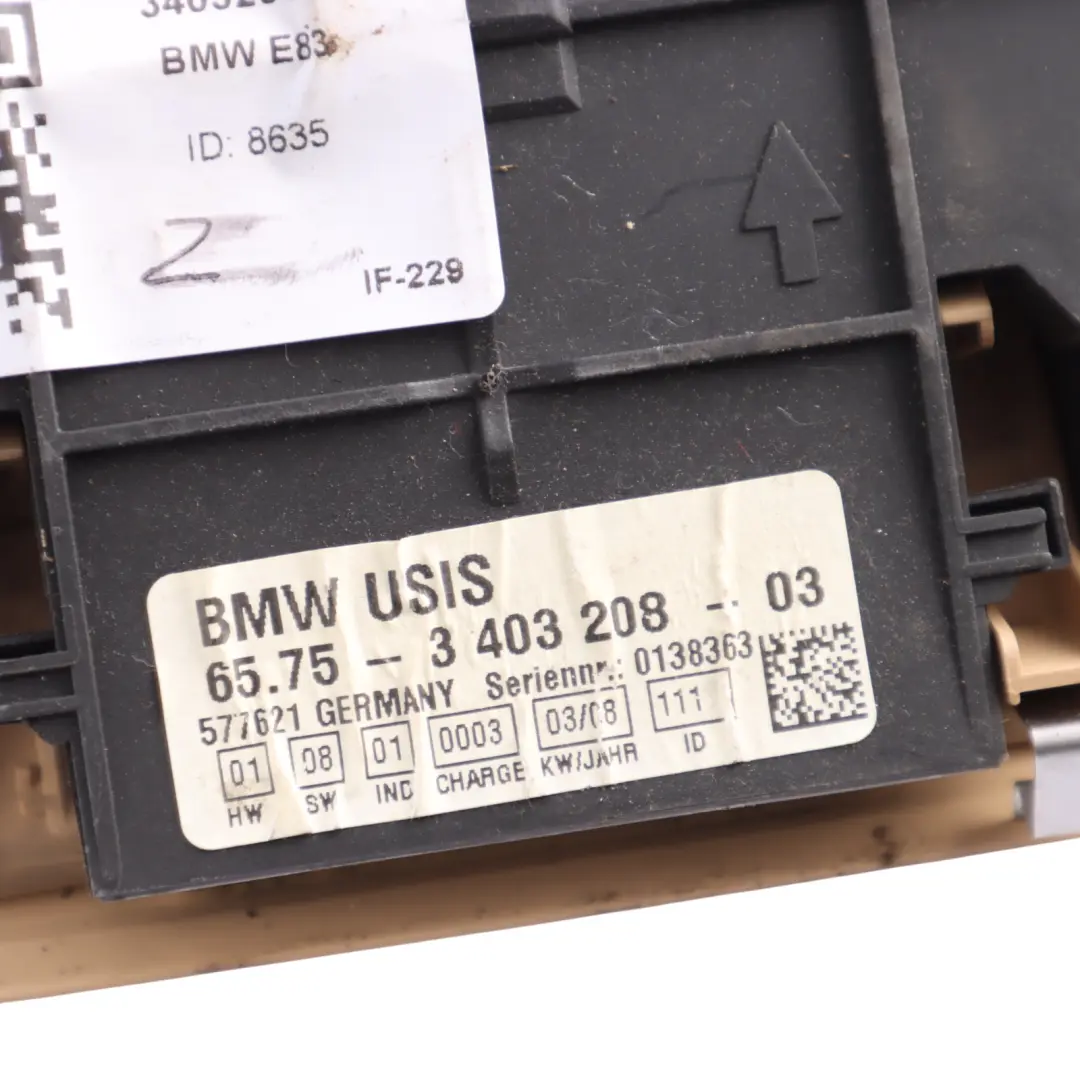 BMW E83
ID: 8635
Z
IF-229
BMW USIS
65.75 - 3 403 208 - 03
577621 GERMANY Seriennr.: 0138363
01 08 01 0003 03/08 111
HW SW IND CHARGE KW/JAHR ID